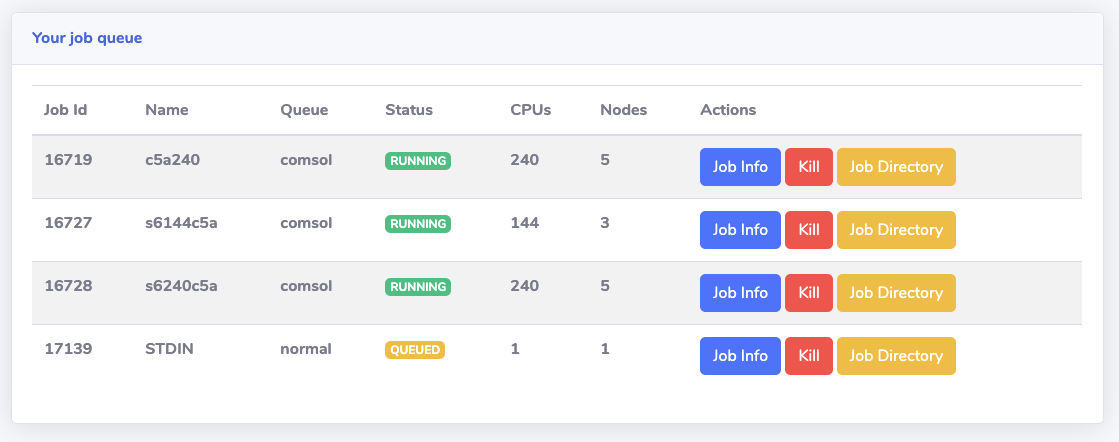 Your job queue
Job Id Name Queue Status CPUs Nodes Actions
16719 c5a240 comsol RUNNING 240 5 Job Info Kill Job Directory
16727 s6144c5a comsol RUNNING 144 3 Job Info Kill Job Directory
16728 s6240c5a comsol RUNNING 240 5 Job Info Kill Job Directory
17139 STDIN normal QUEUED 1 1 Job Info Kill Job Directory